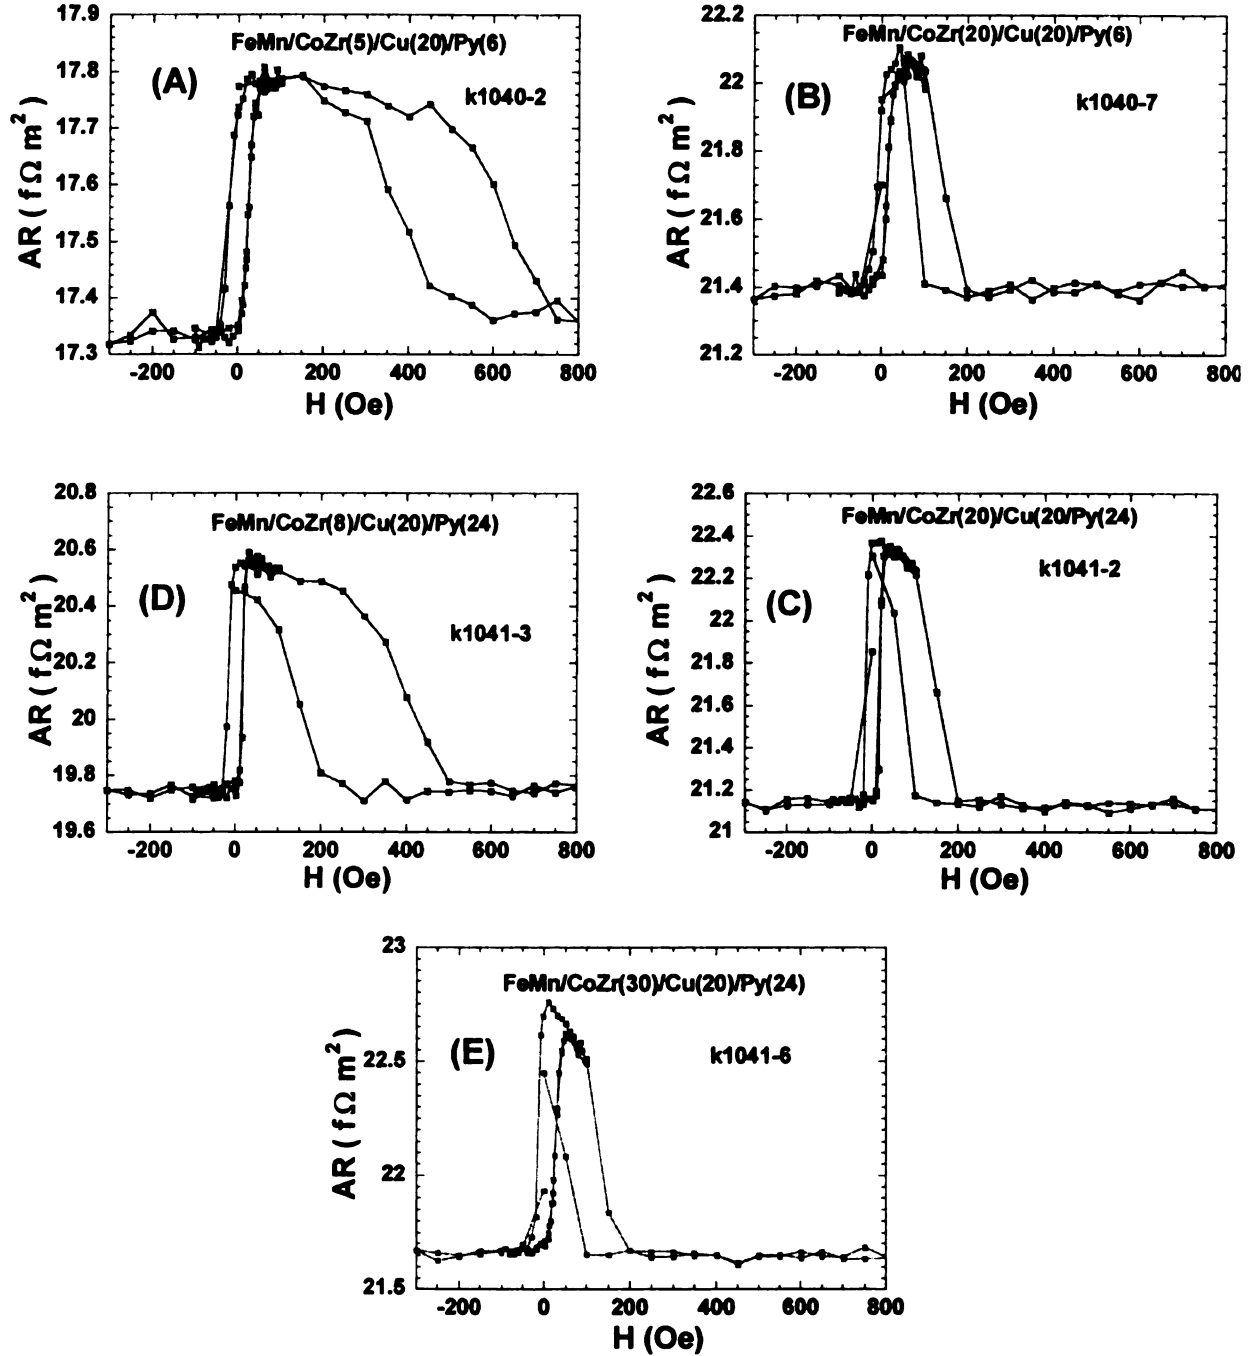 17.9
17.8
17.7
17.6
17.5
17.4
17.3
AR ( f Ω m²)
FeMn/CoZr(5)/Cu(20)/Py(6)
(A)
k1040-2
-200 0 200 400 600 800
H (Oe)
22.2
22
21.8
21.6
21.4
21.2
AR ( f Ω m²)
FeMn/CoZr(20)/Cu(20)/Py(6)
(B)
k1040-7
-200 0 200 400 600 800
H (Oe)
20.8
20.6
20.4
20.2
20
19.8
19.6
AR ( f Ω m²)
FeMn/CoZr(8)/Cu(20)/Py(24)
(D)
k1041-3
-200 0 200 400 600 800
H (Oe)
22.6
22.4
22.2
22
21.8
21.6
21.4
21.2
21
AR ( f Ω m²)
FeMn/CoZr(20)/Cu(20/Py(24)
k1041-2
(C)
-200 0 200 400 600 800
H (Oe)
23
22.5
22
21.5
AR ( f Ω m²)
FeMn/CoZr(30)/Cu(20)/Py(24)
(E)
k1041-6
-200 0 200 400 600 800
H (Oe)